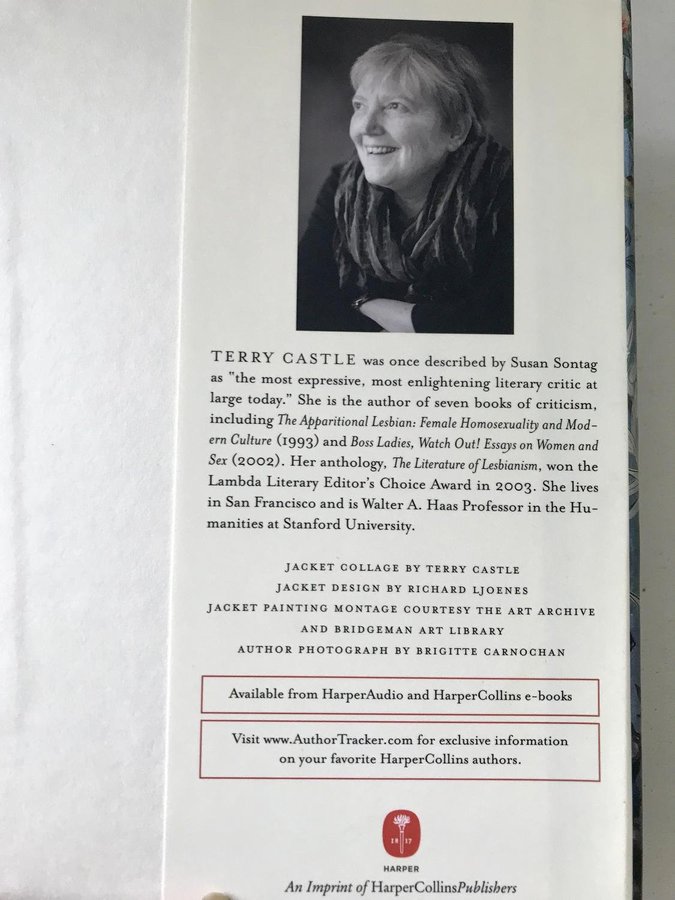 TERRY CASTLE was once described by Susan Sontag
as "the most expressive, most enlightening literary critic at
large today." She is the author of seven books of criticism,
including The Apparitional Lesbian: Female Homosexuality and Mod-
ern Culture (1993) and Boss Ladies, Watch Out! Essays on Women and
Sex (2002). Her anthology, The Literature of Lesbianism, won the
Lambda Literary Editor's Choice Award in 2003. She lives
in San Francisco and is Walter A. Haas Professor in the Hu-
manities at Stanford University.
JACKET COLLAGE BY TERRY CASTLE
JACKET DESIGN BY RICHARD LJOENES
JACKET PAINTING MONTAGE COURTESY THE ART ARCHIVE
AND BRIDGEMAN ART LIBRARY
AUTHOR PHOTOGRAPH BY BRIGITTE CARNOCHAN
Available from HarperAudio and HarperCollins e-books
Visit www.AuthorTracker.com for exclusive information
on your favorite HarperCollins authors.
18 17
HARPER
An Imprint of HarperCollinsPublishers